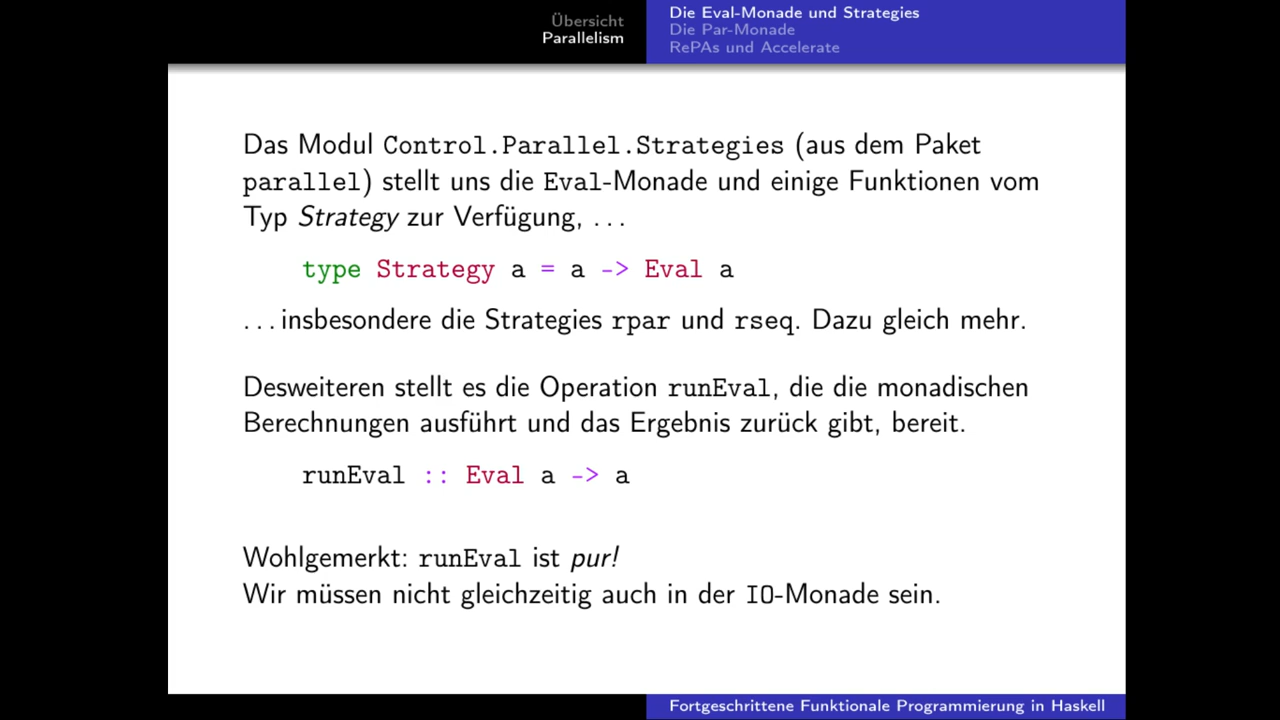 Übersicht
Parallelism
Die Eval-Monade und Strategies
Die Par-Monade
RePAs und Accelerate
Das Modul Control.Parallel.Strategies (aus dem Paket
parallel) stellt uns die Eval-Monade und einige Funktionen vom
Typ Strategy zur Verfügung, ...
type Strategy a = a -> Eval a
...insbesondere die Strategies rpar und rseq. Dazu gleich mehr.
Desweiteren stellt es die Operation runEval, die die monadischen
Berechnungen ausführt und das Ergebnis zurück gibt, bereit.
runEval :: Eval a -> a
Wohlgemerkt: runEval ist pur!
Wir müssen nicht gleichzeitig auch in der IO-Monade sein.
Fortgeschrittene Funktionale Programmierung in Haskell